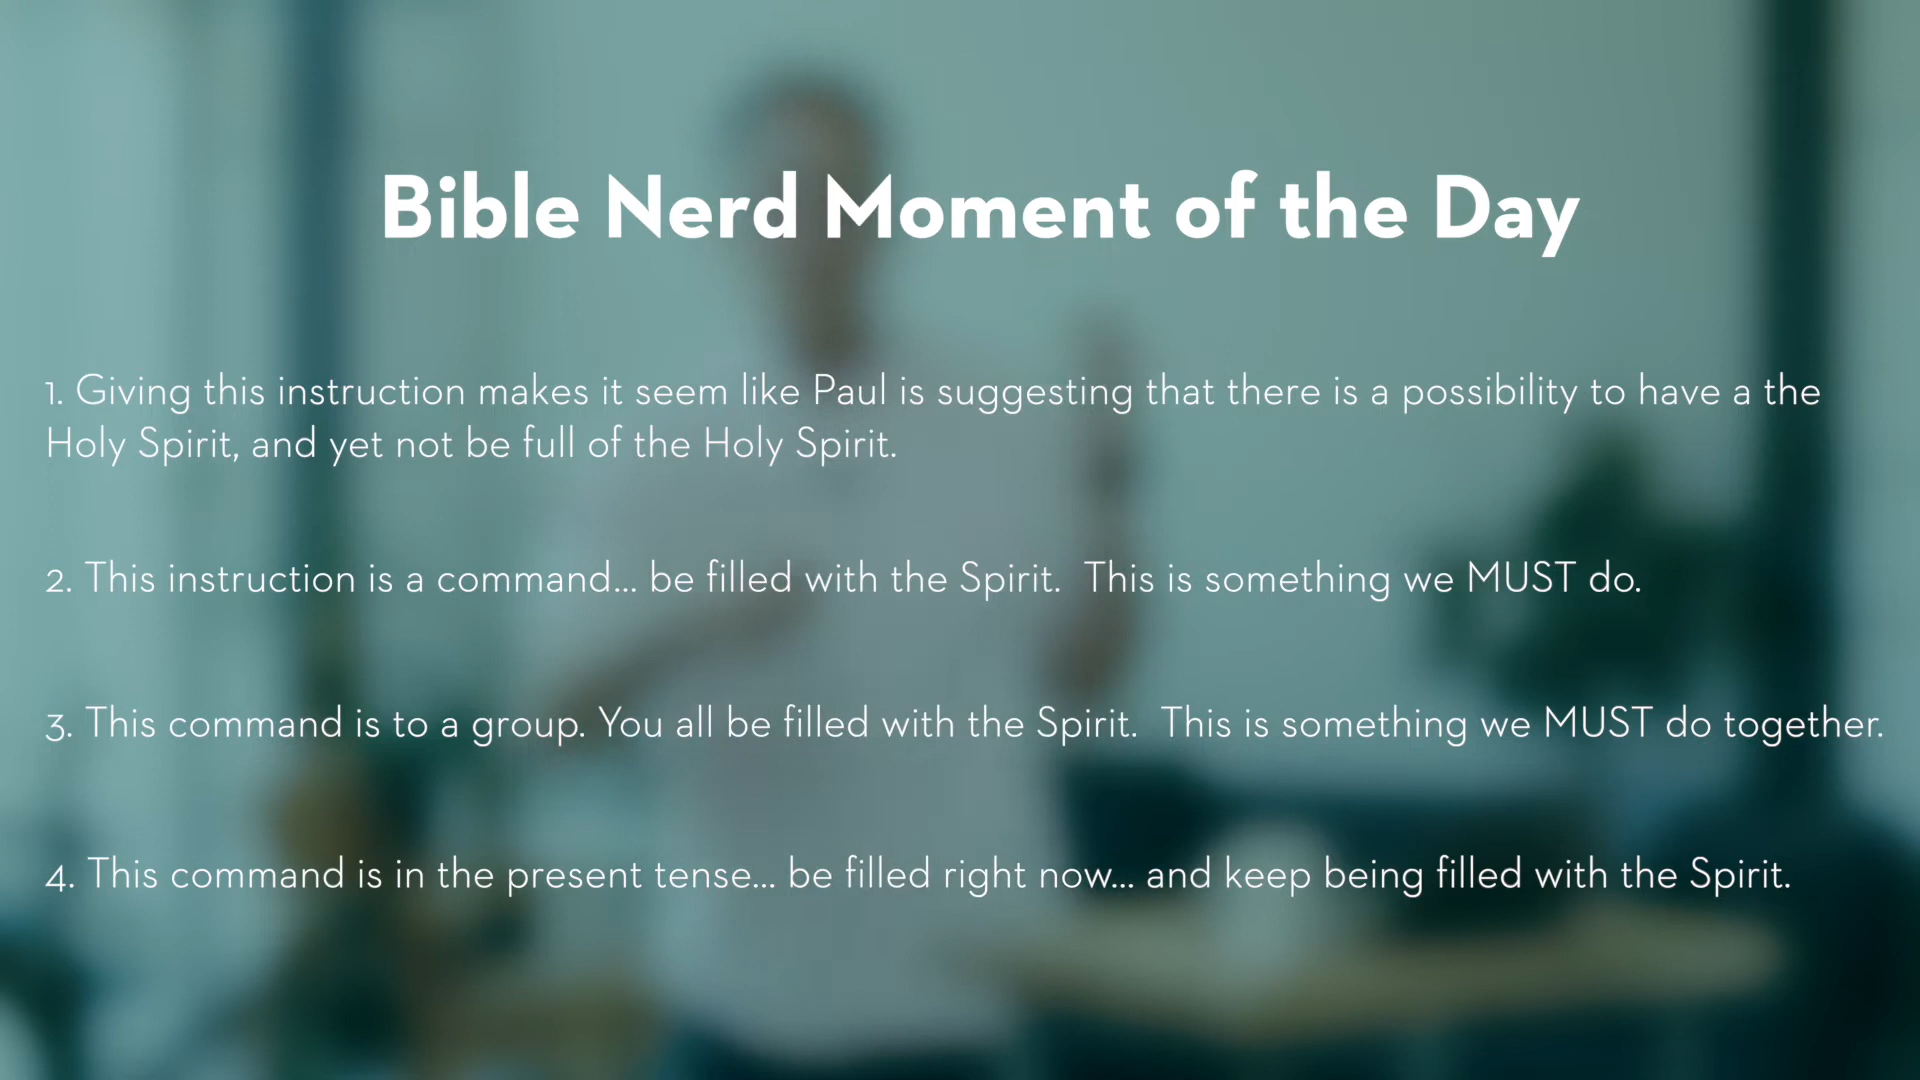 Bible Nerd Moment of the Day
1. Giving this instruction makes it seem like Paul is suggesting that there is a possibility to have a the
Holy Spirit, and yet not be full of the Holy Spirit.
2. This instruction is a command... be filled with the Spirit.  This is something we MUST do.
3. This command is to a group. You all be filled with the Spirit.  This is something we MUST do together.
4. This command is in the present tense... be filled right now... and keep being filled with the Spirit.